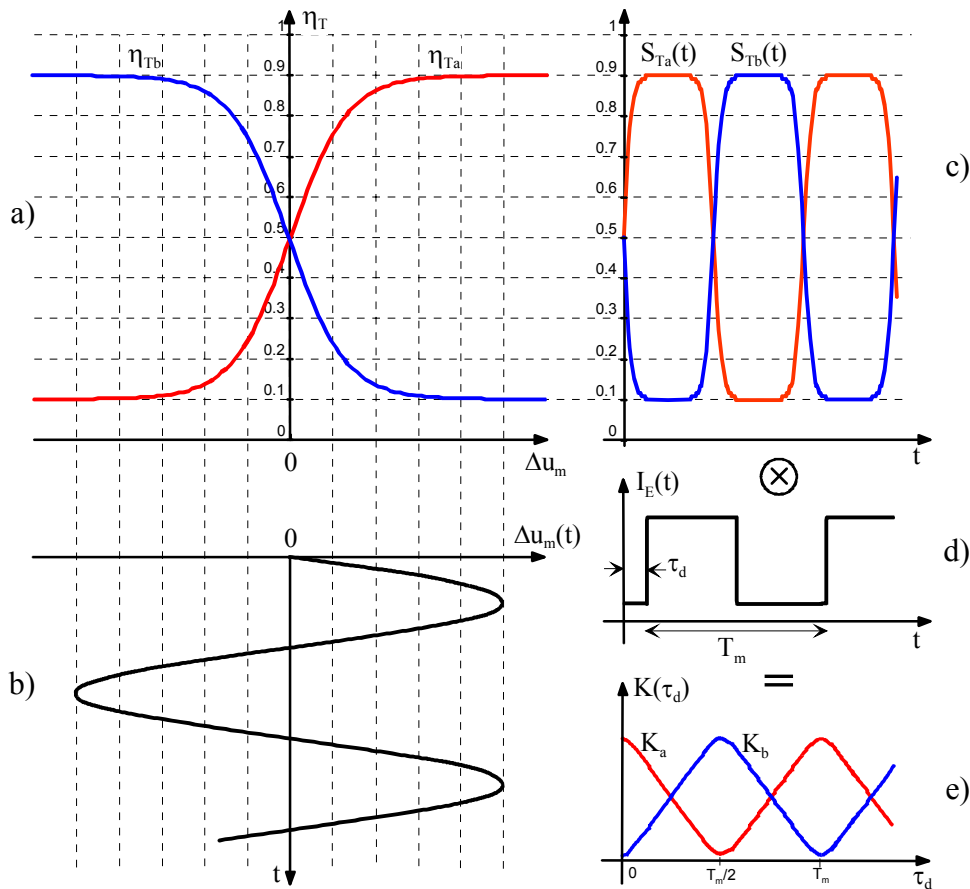 a)
η_T
η_Tb
η_Ta
1
0.9
0.8
0.7
0.6
0.5
0.4
0.3
0.2
0.1
0
0
Δu_m
b)
0
Δu_m(t)
t
c)
1
S_Ta(t)
S_Tb(t)
0.9
0.8
0.7
0.6
0.5
0.4
0.3
0.2
0.1
0
t
⊗
d)
I_E(t)
τ_d
T_m
t
=
e)
K(τ_d)
K_a
K_b
0
T_m/2
T_m
τ_d